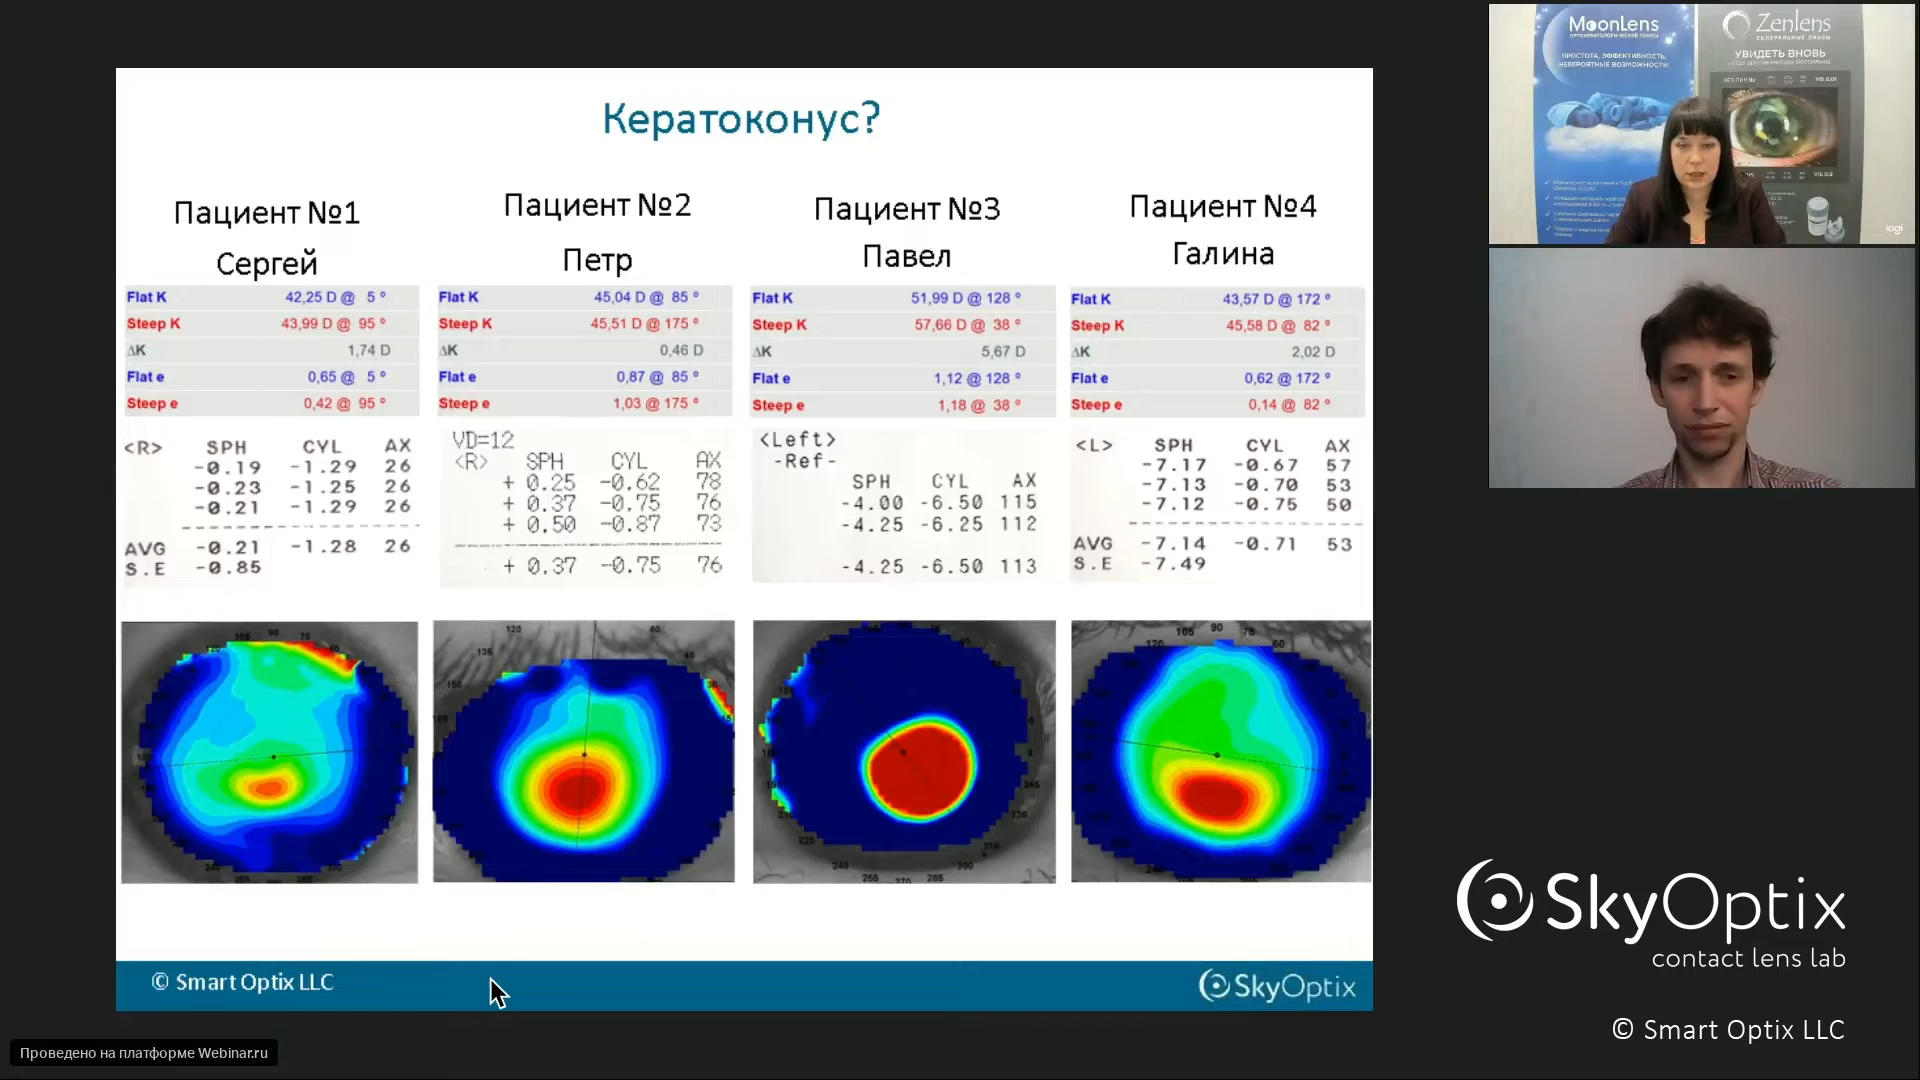 Кератоконус?
Пациент №1
Сергей
Flat K 42,25 D @ 5 °
Steep K 43,99 D @ 95 °
ΔK 1,74 D
Flat e 0,65 @ 5 °
Steep e 0,42 @ 95 °
<R> SPH CYL AX
-0.19 -1.29 26
-0.23 -1.25 26
-0.21 -1.29 26
AVG -0.21 -1.28 26
S.E -0.85
Пациент №2
Петр
Flat K 45,04 D @ 85 °
Steep K 45,51 D @ 175 °
ΔK 0,46 D
Flat e 0,87 @ 85 °
Steep e 1,03 @ 175 °
VD=12
<R> SPH CYL AX
+ 0.25 -0.62 78
+ 0.37 -0.75 76
+ 0.50 -0.87 73
+ 0.37 -0.75 76
Пациент №3
Павел
Flat K 51,99 D @ 128 °
Steep K 57,66 D @ 38 °
ΔK 5,67 D
Flat e 1,12 @ 128 °
Steep e 1,18 @ 38 °
<Left>
-Ref-
SPH CYL AX
-4.00 -6.50 115
-4.25 -6.25 112
-4.25 -6.50 113
Пациент №4
Галина
Flat K 43,57 D @ 172 °
Steep K 45,58 D @ 82 °
ΔK 2,02 D
Flat e 0,62 @ 172 °
Steep e 0,14 @ 82 °
<L> SPH CYL AX
-7.17 -0.67 57
-7.13 -0.70 53
-7.12 -0.75 50
AVG -7.14 -0.71 53
S.E -7.49
© Smart Optix LLC
SkyOptix
MoonLens
ОРТОКЕРАТОЛОГИЧЕСКИЕ ЛИНЗЫ
ПРОСТОТА, ЭФФЕКТИВНОСТЬ,
НЕВЕРОЯТНЫЕ ВОЗМОЖНОСТИ!
Zenlens
СКЛЕРАЛЬНЫЕ ЛИНЗЫ
УВИДЕТЬ ВНОВЬ
logi
SkyOptix
contact lens lab
© Smart Optix LLC
Проведено на платформе Webinar.ru